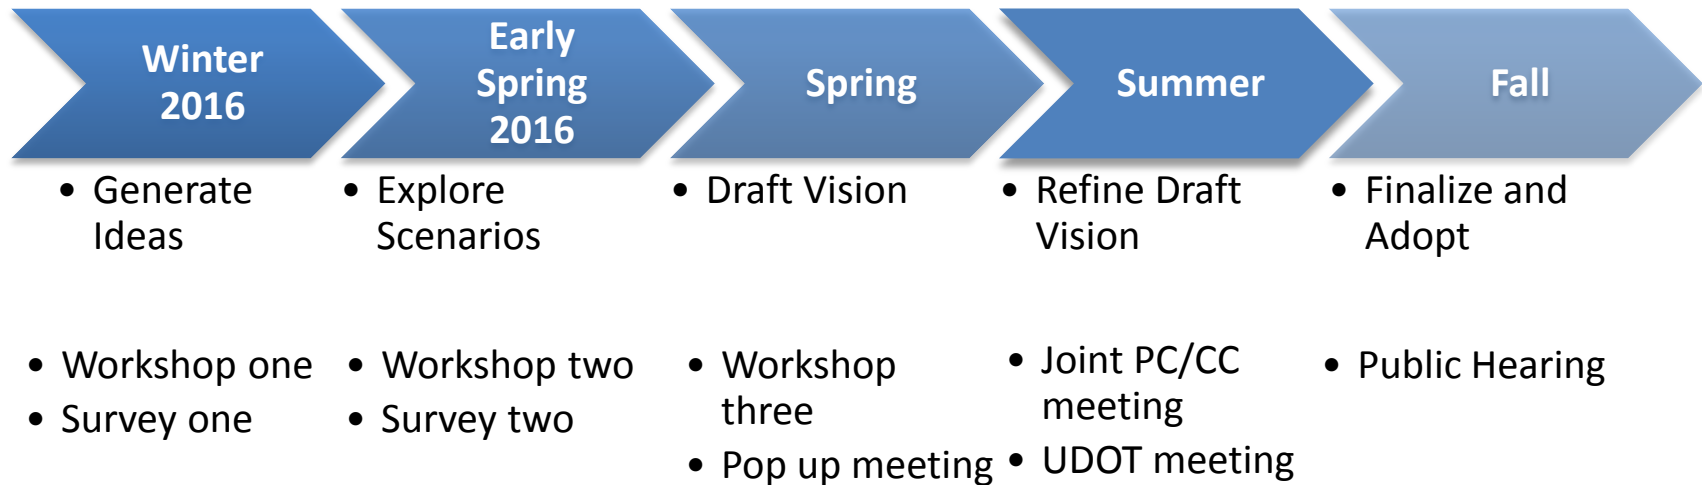 Winter
2016
Early
Spring
2016
Spring
Summer
Fall
• Generate
Ideas
• Explore
Scenarios
• Draft Vision
• Refine Draft
Vision
• Finalize and
Adopt
• Workshop one
• Survey one
• Workshop two
• Survey two
• Workshop
three
• Pop up meeting
• Joint PC/CC
meeting
• UDOT meeting
• Public Hearing